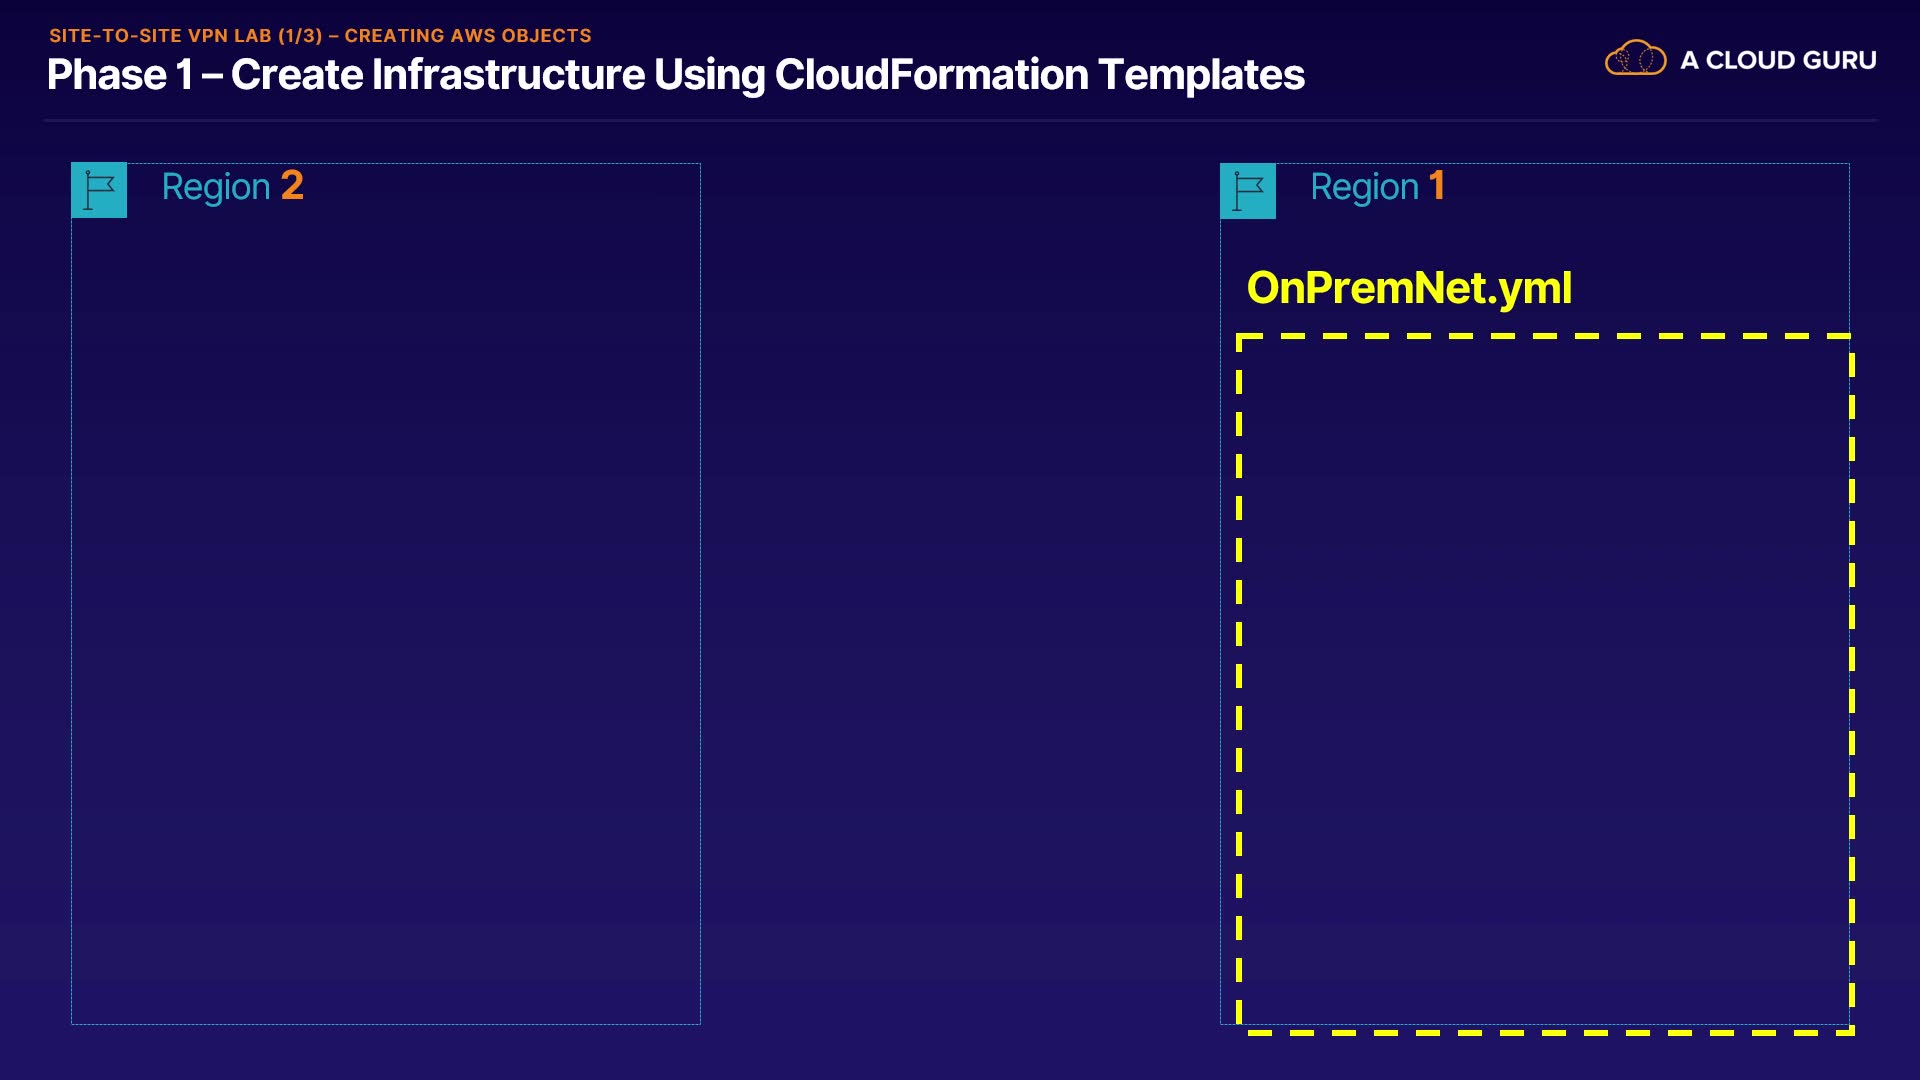 SITE-TO-SITE VPN LAB (1/3) – CREATING AWS OBJECTS
Phase 1 – Create Infrastructure Using CloudFormation Templates
A CLOUD GURU
Region 2
Region 1
OnPremNet.yml